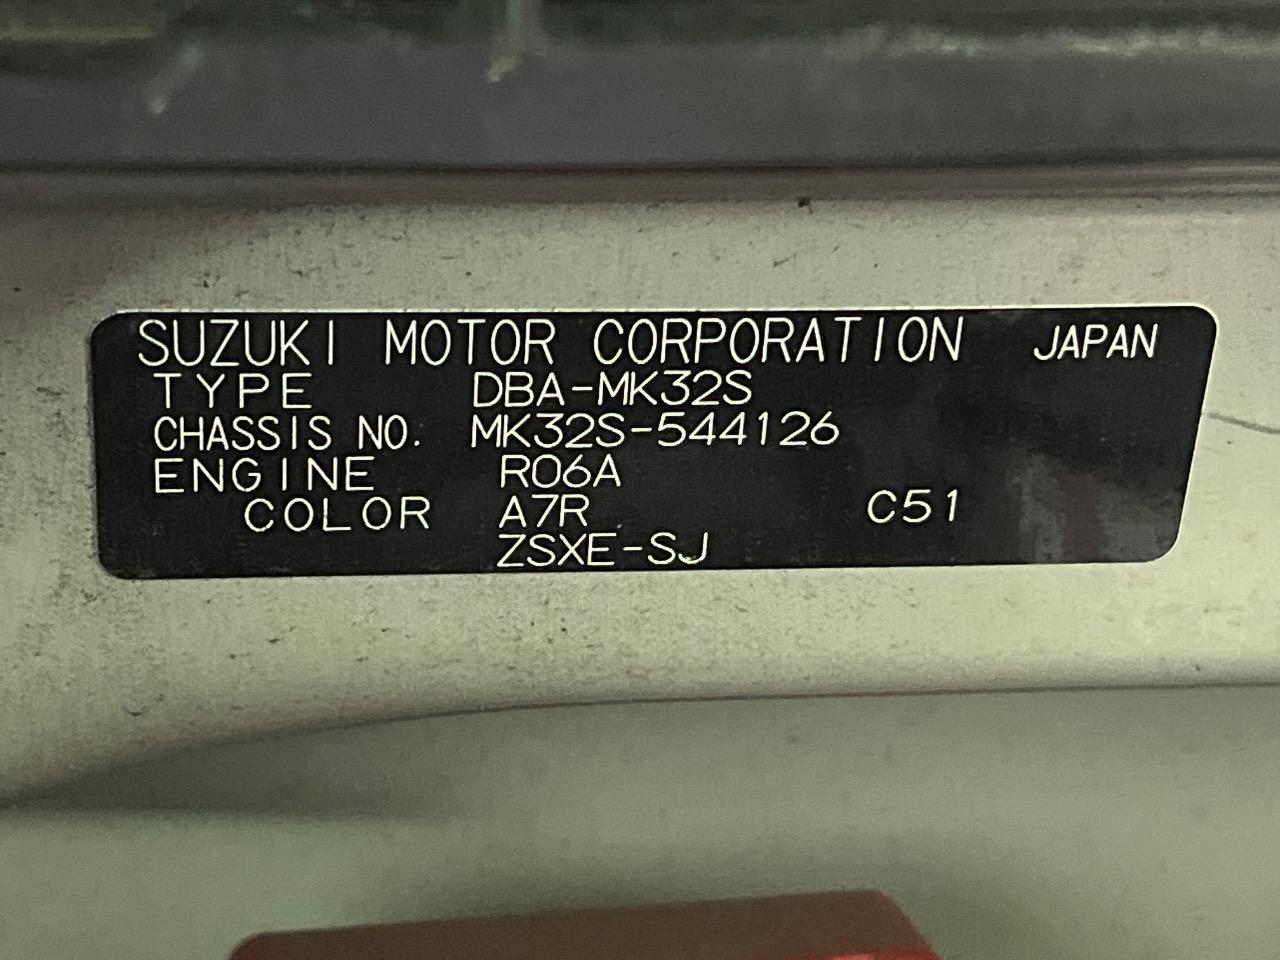 SUZUKI MOTOR CORPORATION JAPAN
TYPE DBA-MK32S
CHASSIS NO. MK32S-544126
ENGINE R06A
COLOR A7R C51
ZSXE-SJ